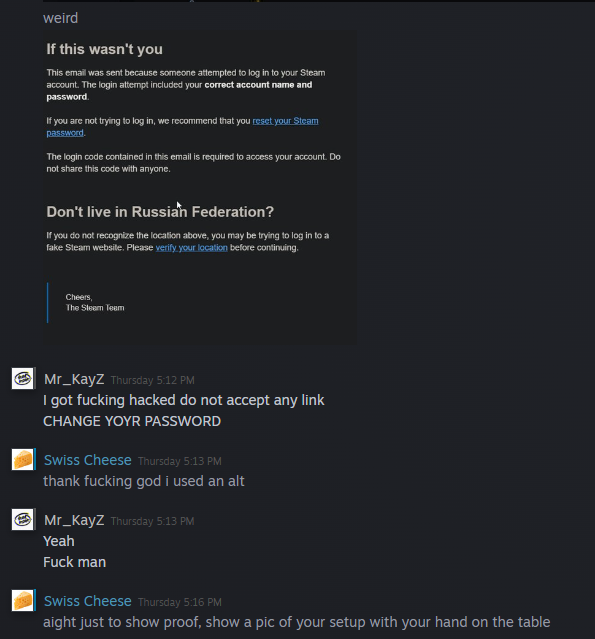 weird
If this wasn't you
This email was sent because someone attempted to log in to your Steam
account. The login attempt included your correct account name and
password.
If you are not trying to log in, we recommend that you reset your Steam
password.
The login code contained in this email is required to access your account. Do
not share this code with anyone.
Don't live in Russian Federation?
If you do not recognize the location above, you may be trying to log in to a
fake Steam website. Please verify your location before continuing.
Cheers,
The Steam Team
Mr_KayZ Thursday 5:12 PM
I got fucking hacked do not accept any link
CHANGE YOYR PASSWORD
Swiss Cheese Thursday 5:13 PM
thank fucking god i used an alt
Mr_KayZ Thursday 5:13 PM
Yeah
Fuck man
Swiss Cheese Thursday 5:16 PM
aight just to show proof, show a pic of your setup with your hand on the table